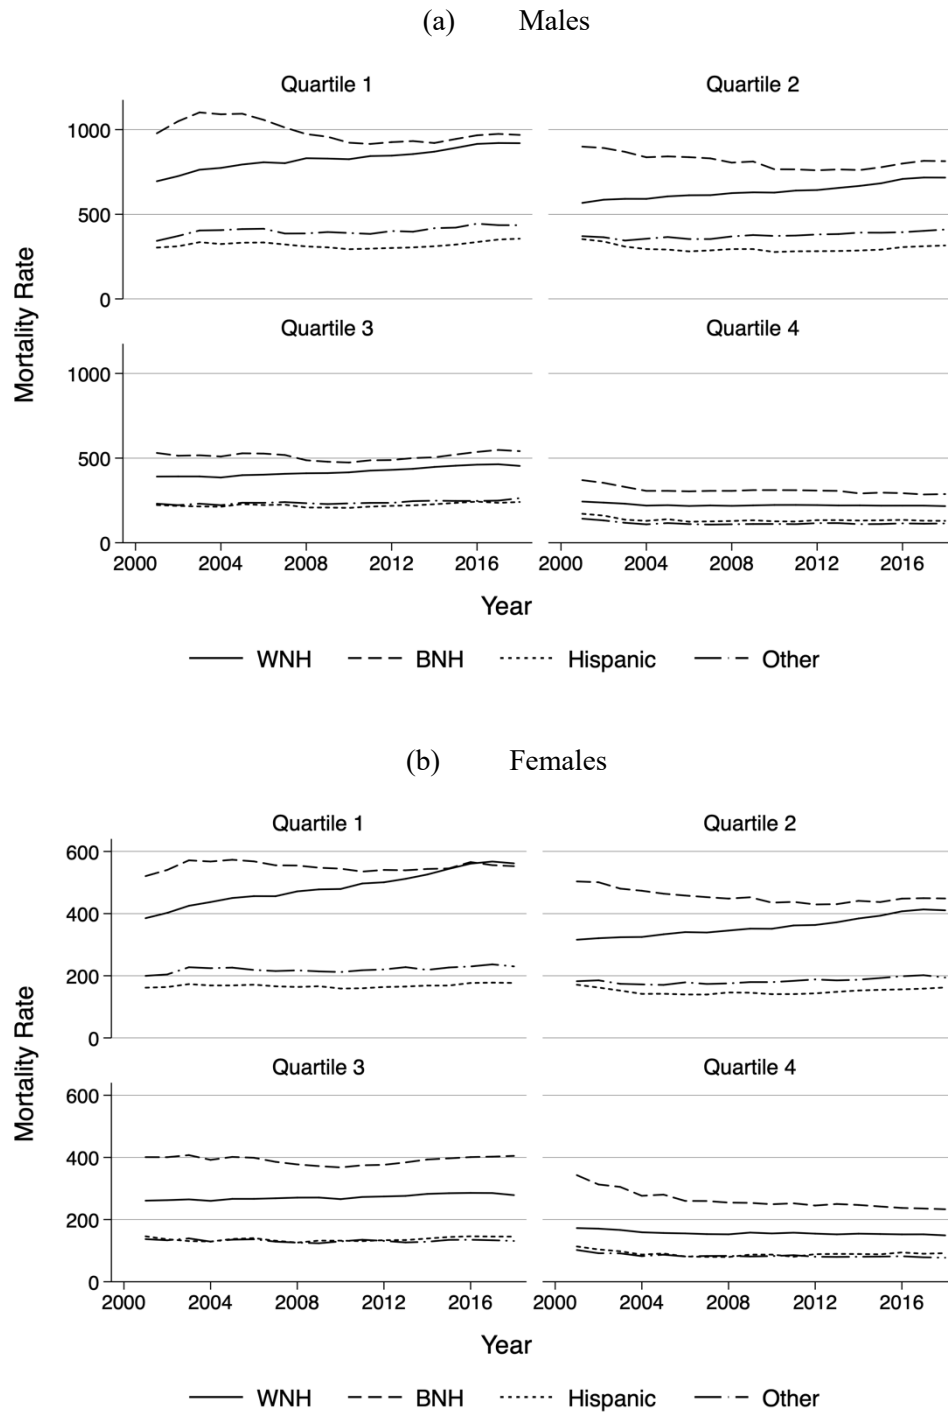 (a) Males
Quartile 1
Quartile 2
1000
500
0
Quartile 3
Quartile 4
1000
500
0
2000 2004 2008 2012 2016 2000 2004 2008 2012 2016
Mortality Rate
Year
WNH BNH Hispanic Other
(b) Females
Quartile 1
Quartile 2
600
400
200
0
Quartile 3
Quartile 4
600
400
200
0
2000 2004 2008 2012 2016 2000 2004 2008 2012 2016
Mortality Rate
Year
WNH BNH Hispanic Other